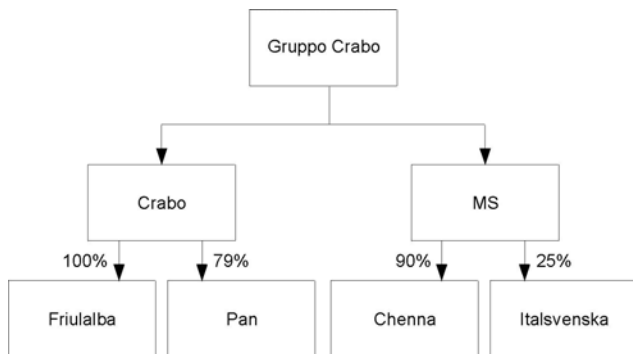 Gruppo Crabo
Crabo
MS
100%
79%
90%
25%
Friulalba
Pan
Chenna
Italsvenska